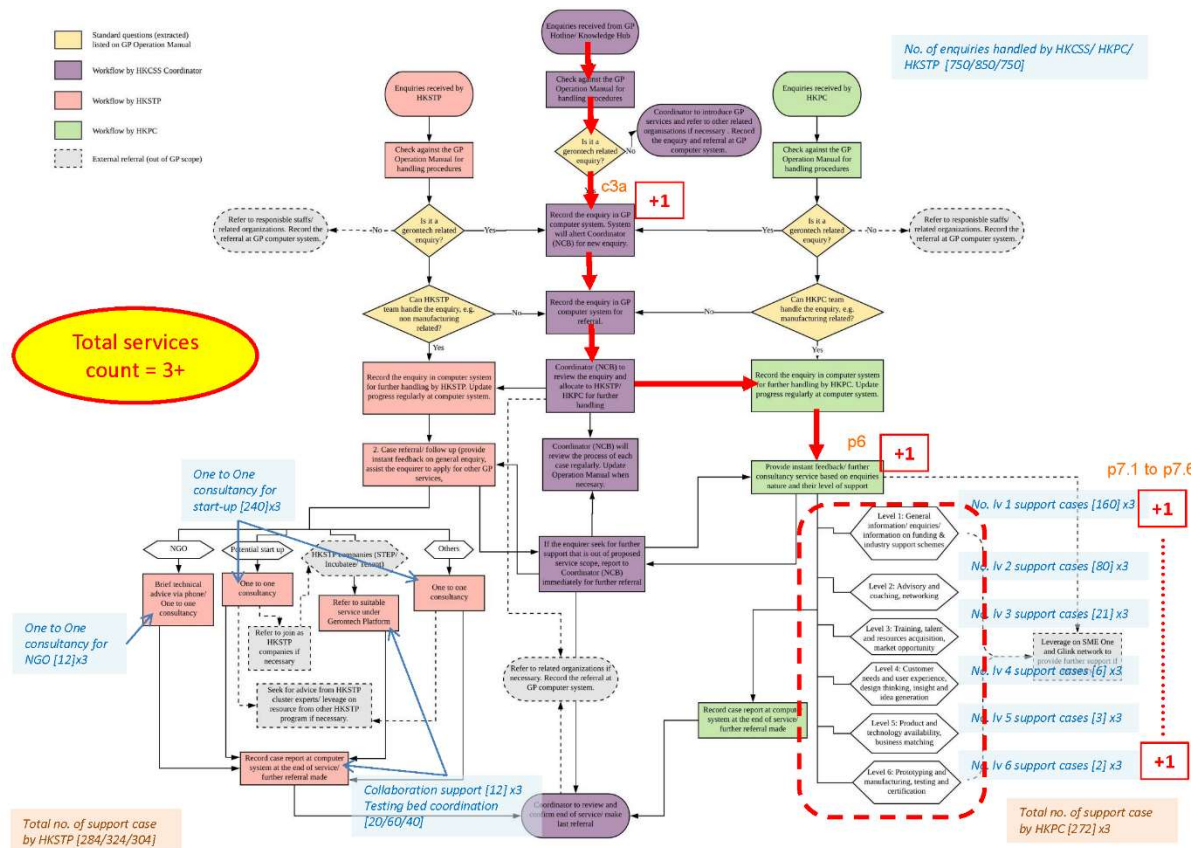 Standard questions (extracted)
listed on GP Operation Manual
Workflow by HKCSS Coordinator
Workflow by HKSTP
Workflow by HKPC
External referral (out of GP scope)
Enquiries received from GP
Hotline/ Knowledge Hub
No. of enquiries handled by HKCSS/ HKPC/
HKSTP [750/850/750]
Check against the GP
Operation Manual for
handling procedures
Enquiries received by
HKSTP
Enquiries received by
HKPC
Coordinator to introduce GP
services and refer to other related
organisations if necessary . Record
the enquiry and referral at GP
computer system.
Is it a
gerontech related
enquiry?
No
Check against the GP
Operation Manual for
handling procedures
Check against the GP
Operation Manual for
handling procedures
c3a
+1
Record the enquiry in GP
computer system. System
will alert Coordinator
(NCB) for new enquiry.
Refer to responisble staffs/
related organizations. Record the
referral at GP computer system.
No
Is it a
gerontech related
enquiry?
Yes
Yes
Is it a
gerontech related
enquiry?
No
Refer to responsible staffs/
related organizations. Record the
referral at GP computer system.
Can HKSTP
team handle the enquiry, e.g.
non manufacturing
related?
No
Record the enquiry in GP
computer system for
referral.
No
Can HKPC team
handle the enquiry, e.g.
manufacturing related?
Total services
count = 3+
Yes
Yes
Record the enquiry in computer system
for further handling by HKSTP. Update
progress regularly at computer system.
Coordinator (NCB) to
review the enquiry and
allocate to HKSTP/
HKPC for further
handling
Record the enquiry in computer system
for further handling by HKPC. Update
progress regularly at computer system.
2. Case referral/ follow up (provide
instant feedback on general enquiry,
assist the enquirer to apply for other GP
services,
Coordinator (NCB) will
review the process of each
case regularly. Update
Operation Manual when
necesary.
p6
+1
Provide instant feedback/ further
consultancy service based on enquiries
nature and their level of support
p7.1 to p7.6
+1
One to One
consultancy for
start-up [240]x3
No. lv 1 support cases [160] x3
Level 1: General
information/ enquiries/
information on funding &
industry support schemes
NGO
Potential start up
HKSTP companies (STEP/
Incubatee/ Tenant)
Others
If the enquirer seek for further
support that is out of proposed
service scope, report to
Coordinator (NCB)
immediately for further referral
No. lv 2 support cases [80] x3
Level 2: Advisory and
coaching, networking
Brief technical
advice via phone/
One to one
consultancy
One to one
consultancy
Refer to suitable
service under
Gerontech Platform
One to one
consultancy
No. lv 3 support cases [21] x3
Level 3: Training, talent
and resources acquisition,
market opportunity
One to One
consultancy for
NGO [12]x3
Refer to join as
HKSTP
companies if
necessary
Leverage on SME One
and Glink network to
provide further support if
Refer to related organizations if
necessary. Record the referral at
GP computer system.
No. lv 4 support cases [6] x3
Level 4: Customer
needs and user experience,
design thinking, insight and
idea generation
Seek for advice from HKSTP
cluster experts/ leverage on
resource from other HKSTP
program if necessary.
Record case report at computer
system at the end of service/
further referral made
No. lv 5 support cases [3] x3
Level 5: Product and
technology availability,
business matching
Record case report at computer
system at the end of service/
further referral made
No. lv 6 support cases [2] x3
+1
Level 6: Prototyping and
manufacturing, testing and
certification
Collaboration support [12] x3
Testing bed coordination
[20/60/40]
Coordinator to review and
confirm end of service/ make
last referral
Total no. of support case
by HKSTP [284/324/304]
Total no. of support case
by HKPC [272] x3